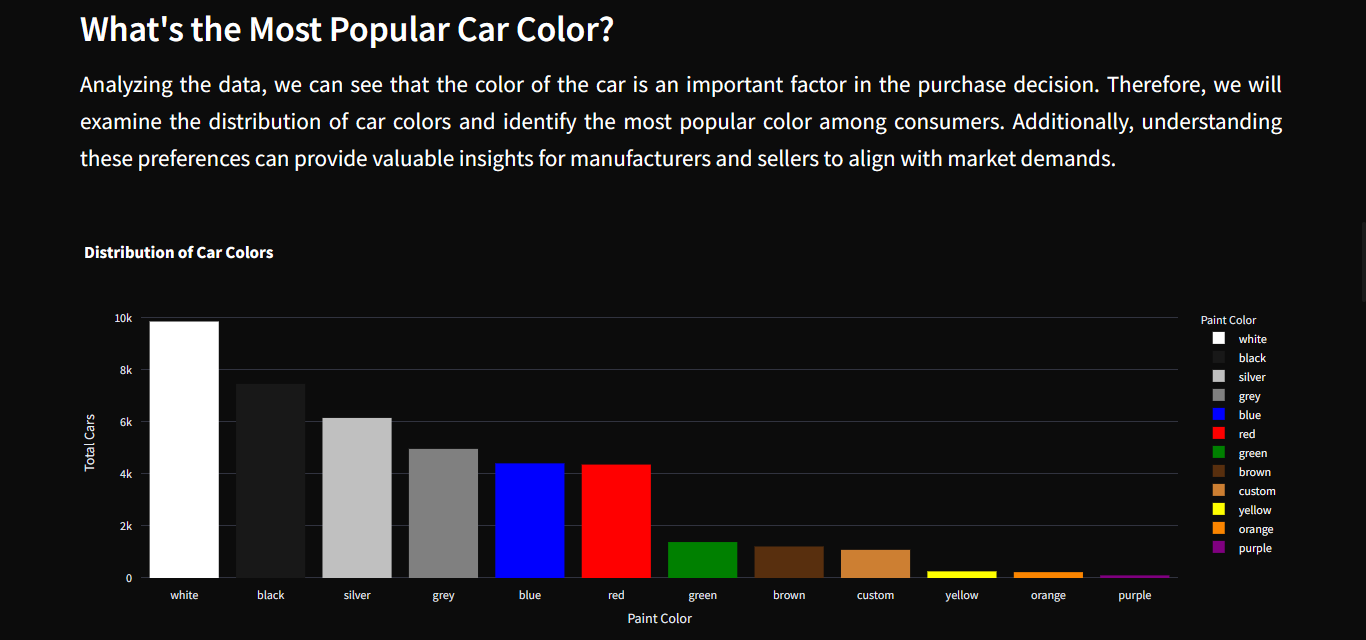 What's the Most Popular Car Color?
Analyzing the data, we can see that the color of the car is an important factor in the purchase decision. Therefore, we will
examine the distribution of car colors and identify the most popular color among consumers. Additionally, understanding
these preferences can provide valuable insights for manufacturers and sellers to align with market demands.
Distribution of Car Colors
10k
8k
6k
4k
2k
0
Total Cars
white black silver grey blue red green brown custom yellow orange purple
Paint Color
Paint Color
white
black
silver
grey
blue
red
green
brown
custom
yellow
orange
purple